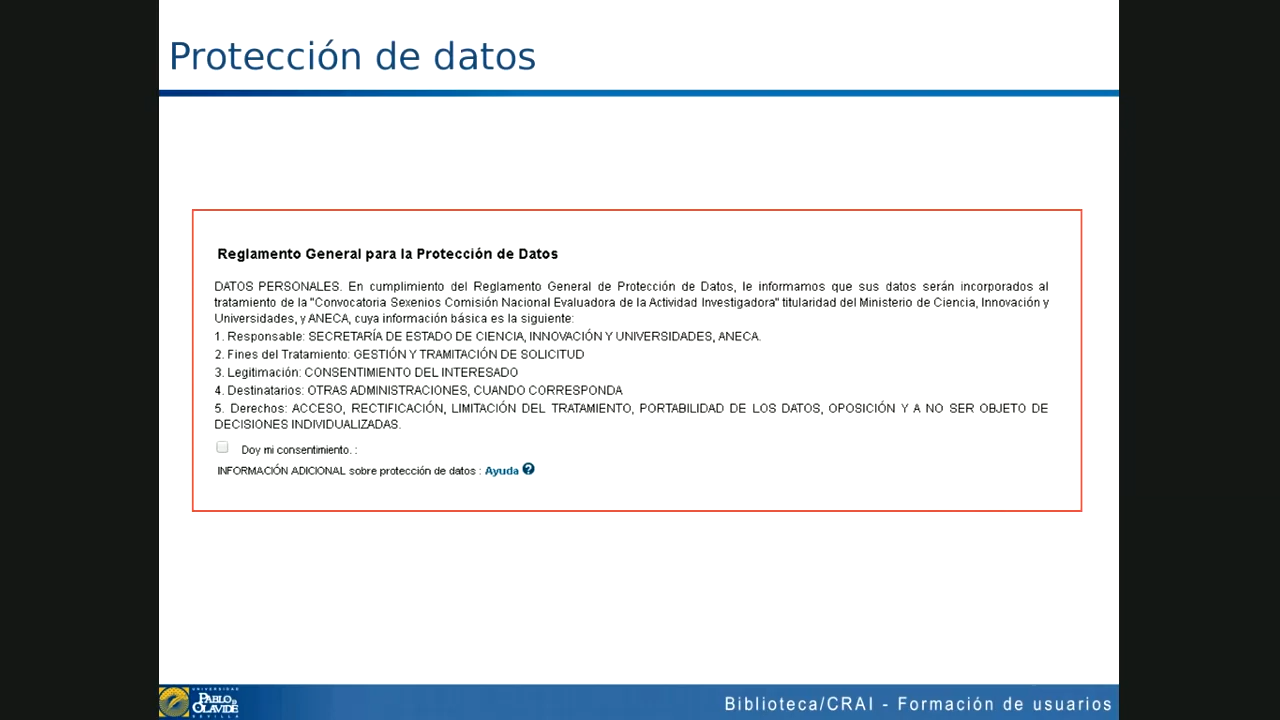 Protección de datos
Reglamento General para la Protección de Datos
DATOS PERSONALES. En cumplimiento del Reglamento General de Protección de Datos, le informamos que sus datos serán incorporados al
tratamiento de la "Convocatoria Sexenios Comisión Nacional Evaluadora de la Actividad Investigadora" titularidad del Ministerio de Ciencia, Innovación y
Universidades, y ANECA, cuya información básica es la siguiente:
1. Responsable: SECRETARÍA DE ESTADO DE CIENCIA, INNOVACIÓN Y UNIVERSIDADES, ANECA.
2. Fines del Tratamiento: GESTIÓN Y TRAMITACIÓN DE SOLICITUD
3. Legitimación: CONSENTIMIENTO DEL INTERESADO
4. Destinatarios: OTRAS ADMINISTRACIONES, CUANDO CORRESPONDA
5. Derechos: ACCESO, RECTIFICACIÓN, LIMITACIÓN DEL TRATAMIENTO, PORTABILIDAD DE LOS DATOS, OPOSICIÓN Y A NO SER OBJETO DE
DECISIONES INDIVIDUALIZADAS.
Doy mi consentimiento. :
INFORMACIÓN ADICIONAL sobre protección de datos : Ayuda ?
UNIVERSIDAD
PABLO DE
OLAVIDE
SEVILLA
Biblioteca/CRAI - Formación de usuarios